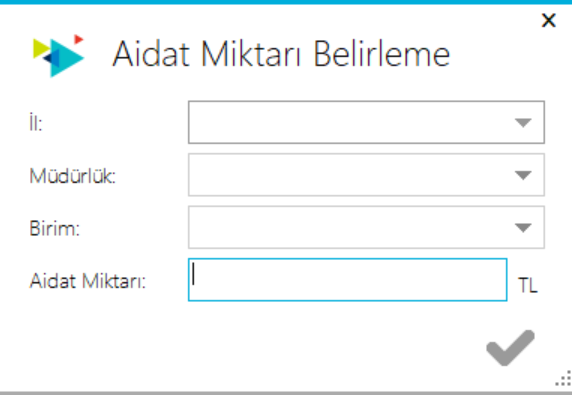 Aidat Miktarı Belirleme
İl:
Müdürlük:
Birim:
Aidat Miktarı:
TL